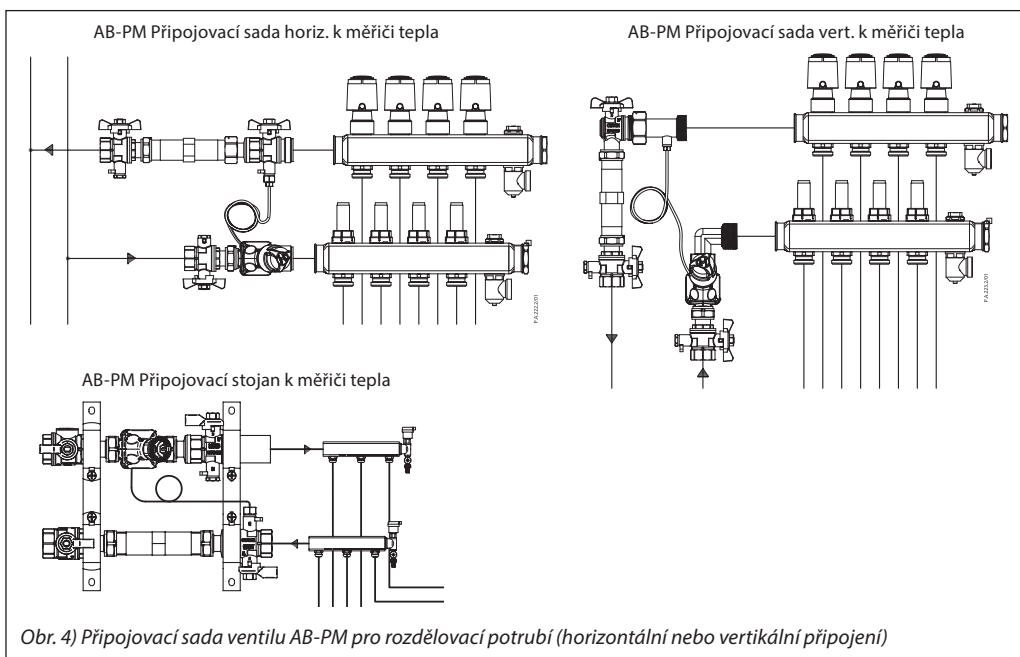 AB-PM Připojovací sada horiz. k měřiči tepla
AB-PM Připojovací sada vert. k měřiči tepla
AB-PM Připojovací stojan k měřiči tepla
Obr. 4) Připojovací sada ventilu AB-PM pro rozdělovací potrubí (horizontální nebo vertikální připojení)